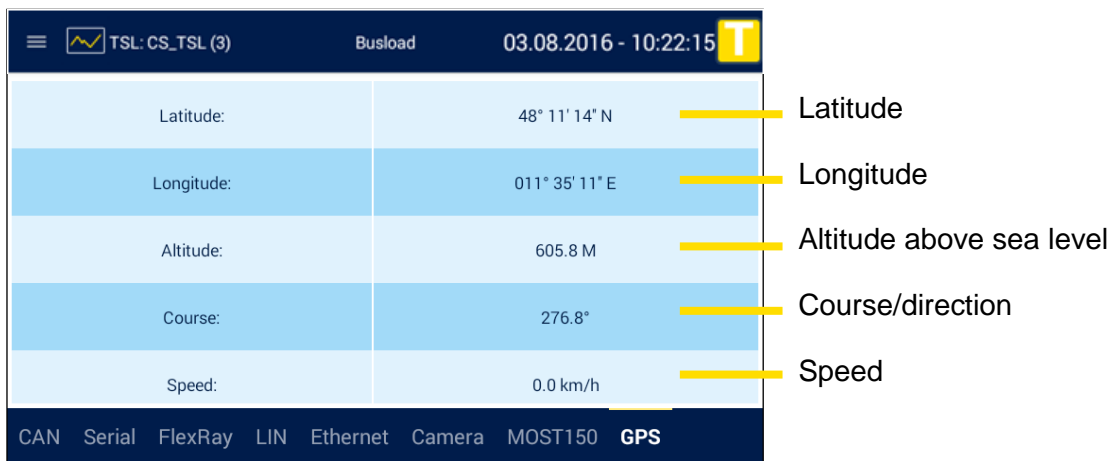 TSL: CS_TSL (3) Busload 03.08.2016 - 10:22:15 T
Latitude: 48° 11' 14" N Latitude
Longitude: 011° 35' 11" E Longitude
Altitude: 605.8 M Altitude above sea level
Course: 276.8° Course/direction
Speed: 0.0 km/h Speed
CAN Serial FlexRay LIN Ethernet Camera MOST150 GPS